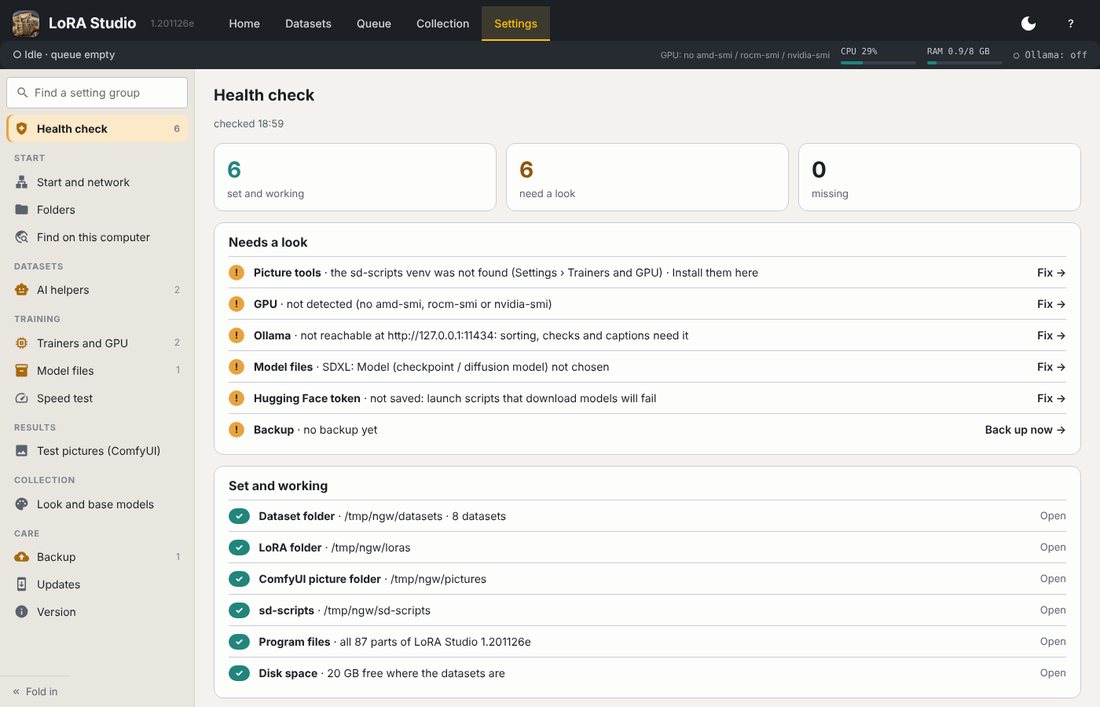 LoRA Studio 1.201126e Home Datasets Queue Collection Settings ?
Idle · queue empty GPU: no amd-smi / rocm-smi / nvidia-smi CPU 29% RAM 0.9/8 GB Ollama: off
Find a setting group
Health check 6
START
Start and network
Folders
Find on this computer
DATASETS
AI helpers 2
TRAINING
Trainers and GPU 2
Model files 1
Speed test
RESULTS
Test pictures (ComfyUI)
COLLECTION
Look and base models
CARE
Backup 1
Updates
Version
« Fold in
Health check
checked 18:59
6
set and working
6
need a look
0
missing
Needs a look
! Picture tools · the sd-scripts venv was not found (Settings › Trainers and GPU) · Install them here Fix →
! GPU · not detected (no amd-smi, rocm-smi or nvidia-smi) Fix →
! Ollama · not reachable at http://127.0.0.1:11434: sorting, checks and captions need it Fix →
! Model files · SDXL: Model (checkpoint / diffusion model) not chosen Fix →
! Hugging Face token · not saved: launch scripts that download models will fail Fix →
! Backup · no backup yet Back up now →
Set and working
Dataset folder · /tmp/ngw/datasets · 8 datasets Open
LoRA folder · /tmp/ngw/loras Open
ComfyUI picture folder · /tmp/ngw/pictures Open
sd-scripts · /tmp/ngw/sd-scripts Open
Program files · all 87 parts of LoRA Studio 1.201126e Open
Disk space · 20 GB free where the datasets are Open